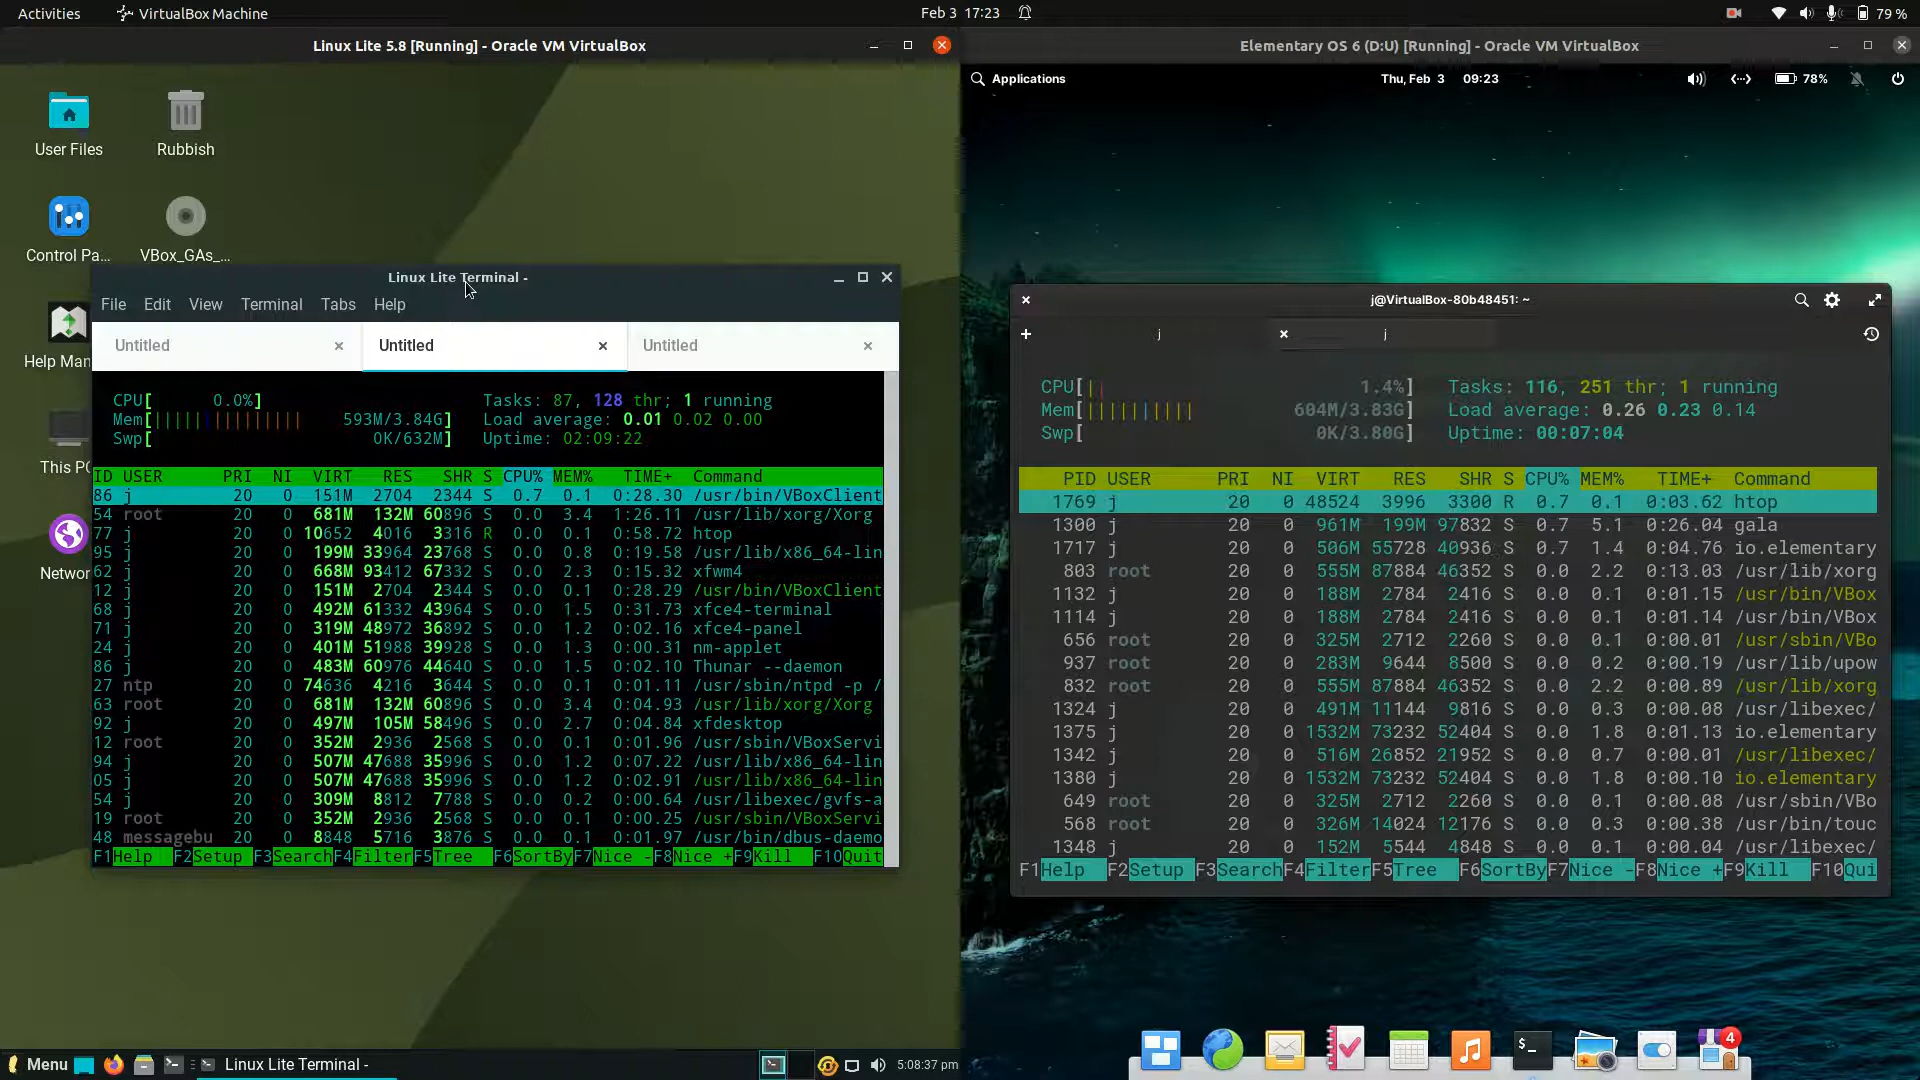 Activities
VirtualBox Machine
Feb 3 17:23
79 %
Linux Lite 5.8 [Running] - Oracle VM VirtualBox
User Files
Rubbish
Control Pa...
VBox_GAs_...
Help Man
This PC
Networ
Linux Lite Terminal -
File Edit View Terminal Tabs Help
Untitled
Untitled
Untitled
CPU[ 0.0%] Tasks: 87, 128 thr; 1 running
Mem[|||||||||||||||| 593M/3.84G] Load average: 0.01 0.02 0.00
Swp[ 0K/632M] Uptime: 02:09:22
ID USER PRI NI VIRT RES SHR S CPU% MEM% TIME+ Command
86 j 20 0 151M 2704 2344 S 0.7 0.1 0:28.30 /usr/bin/VBoxClient
54 root 20 0 681M 132M 60896 S 0.0 3.4 1:26.11 /usr/lib/xorg/Xorg
77 j 20 0 10652 4016 3316 R 0.0 0.1 0:58.72 htop
95 j 20 0 199M 33964 23768 S 0.0 0.8 0:19.58 /usr/lib/x86_64-lin
62 j 20 0 668M 93412 67332 S 0.0 2.3 0:15.32 xfwm4
12 j 20 0 151M 2704 2344 S 0.0 0.1 0:28.29 /usr/bin/VBoxClient
68 j 20 0 492M 61332 43964 S 0.0 1.5 0:31.73 xfce4-terminal
71 j 20 0 319M 48972 36892 S 0.0 1.2 0:02.16 xfce4-panel
24 j 20 0 401M 51988 39928 S 0.0 1.3 0:00.31 nm-applet
86 j 20 0 483M 60976 44640 S 0.0 1.5 0:02.10 Thunar --daemon
27 ntp 20 0 74636 4216 3644 S 0.0 0.1 0:01.11 /usr/sbin/ntpd -p /
63 root 20 0 681M 132M 60896 S 0.0 3.4 0:04.93 /usr/lib/xorg/Xorg
92 j 20 0 497M 105M 58496 S 0.0 2.7 0:04.84 xfdesktop
12 root 20 0 352M 2936 2568 S 0.0 0.1 0:01.96 /usr/sbin/VBoxServi
94 j 20 0 507M 47688 35996 S 0.0 1.2 0:07.22 /usr/lib/x86_64-lin
05 j 20 0 507M 47688 35996 S 0.0 1.2 0:02.91 /usr/lib/x86_64-lin
54 j 20 0 309M 8812 7788 S 0.0 0.2 0:00.64 /usr/libexec/gvfs-a
19 root 20 0 352M 2936 2568 S 0.0 0.1 0:00.25 /usr/sbin/VBoxServi
48 messagebu 20 0 8848 5716 3876 S 0.0 0.1 0:01.97 /usr/bin/dbus-daemo
F1Help F2Setup F3SearchF4FilterF5Tree F6SortByF7Nice -F8Nice +F9Kill F10Quit
Menu
Linux Lite Terminal -
5:08:37 pm
Elementary OS 6 (D:U) [Running] - Oracle VM VirtualBox
Applications
Thu, Feb 3 09:23
78%
j@VirtualBox-80b48451: ~
j
j
CPU[|| 1.4%] Tasks: 116, 251 thr; 1 running
Mem[||||||||||| 604M/3.83G] Load average: 0.26 0.23 0.14
Swp[ 0K/3.80G] Uptime: 00:07:04
PID USER PRI NI VIRT RES SHR S CPU% MEM% TIME+ Command
1769 j 20 0 48524 3996 3300 R 0.7 0.1 0:03.62 htop
1300 j 20 0 961M 199M 97832 S 0.7 5.1 0:26.04 gala
1717 j 20 0 506M 55728 40936 S 0.7 1.4 0:04.76 io.elementary
803 root 20 0 555M 87884 46352 S 0.0 2.2 0:13.03 /usr/lib/xorg
1132 j 20 0 188M 2784 2416 S 0.0 0.1 0:01.15 /usr/bin/VBox
1114 j 20 0 188M 2784 2416 S 0.0 0.1 0:01.14 /usr/bin/VBox
656 root 20 0 325M 2712 2260 S 0.0 0.1 0:00.01 /usr/sbin/VBo
937 root 20 0 283M 9644 8500 S 0.0 0.2 0:00.19 /usr/lib/upow
832 root 20 0 555M 87884 46352 S 0.0 2.2 0:00.89 /usr/lib/xorg
1324 j 20 0 491M 11144 9816 S 0.0 0.3 0:00.08 /usr/libexec/
1375 j 20 0 1532M 73232 52404 S 0.0 1.8 0:01.13 io.elementary
1342 j 20 0 516M 26852 21952 S 0.0 0.7 0:00.01 /usr/libexec/
1380 j 20 0 1532M 73232 52404 S 0.0 1.8 0:00.10 io.elementary
649 root 20 0 325M 2712 2260 S 0.0 0.1 0:00.08 /usr/sbin/VBo
568 root 20 0 326M 14024 12176 S 0.0 0.3 0:00.38 /usr/bin/touc
1348 j 20 0 152M 5544 4848 S 0.0 0.1 0:00.04 /usr/libexec/
F1Help F2Setup F3SearchF4FilterF5Tree F6SortByF7Nice -F8Nice +F9Kill F10Qui
4